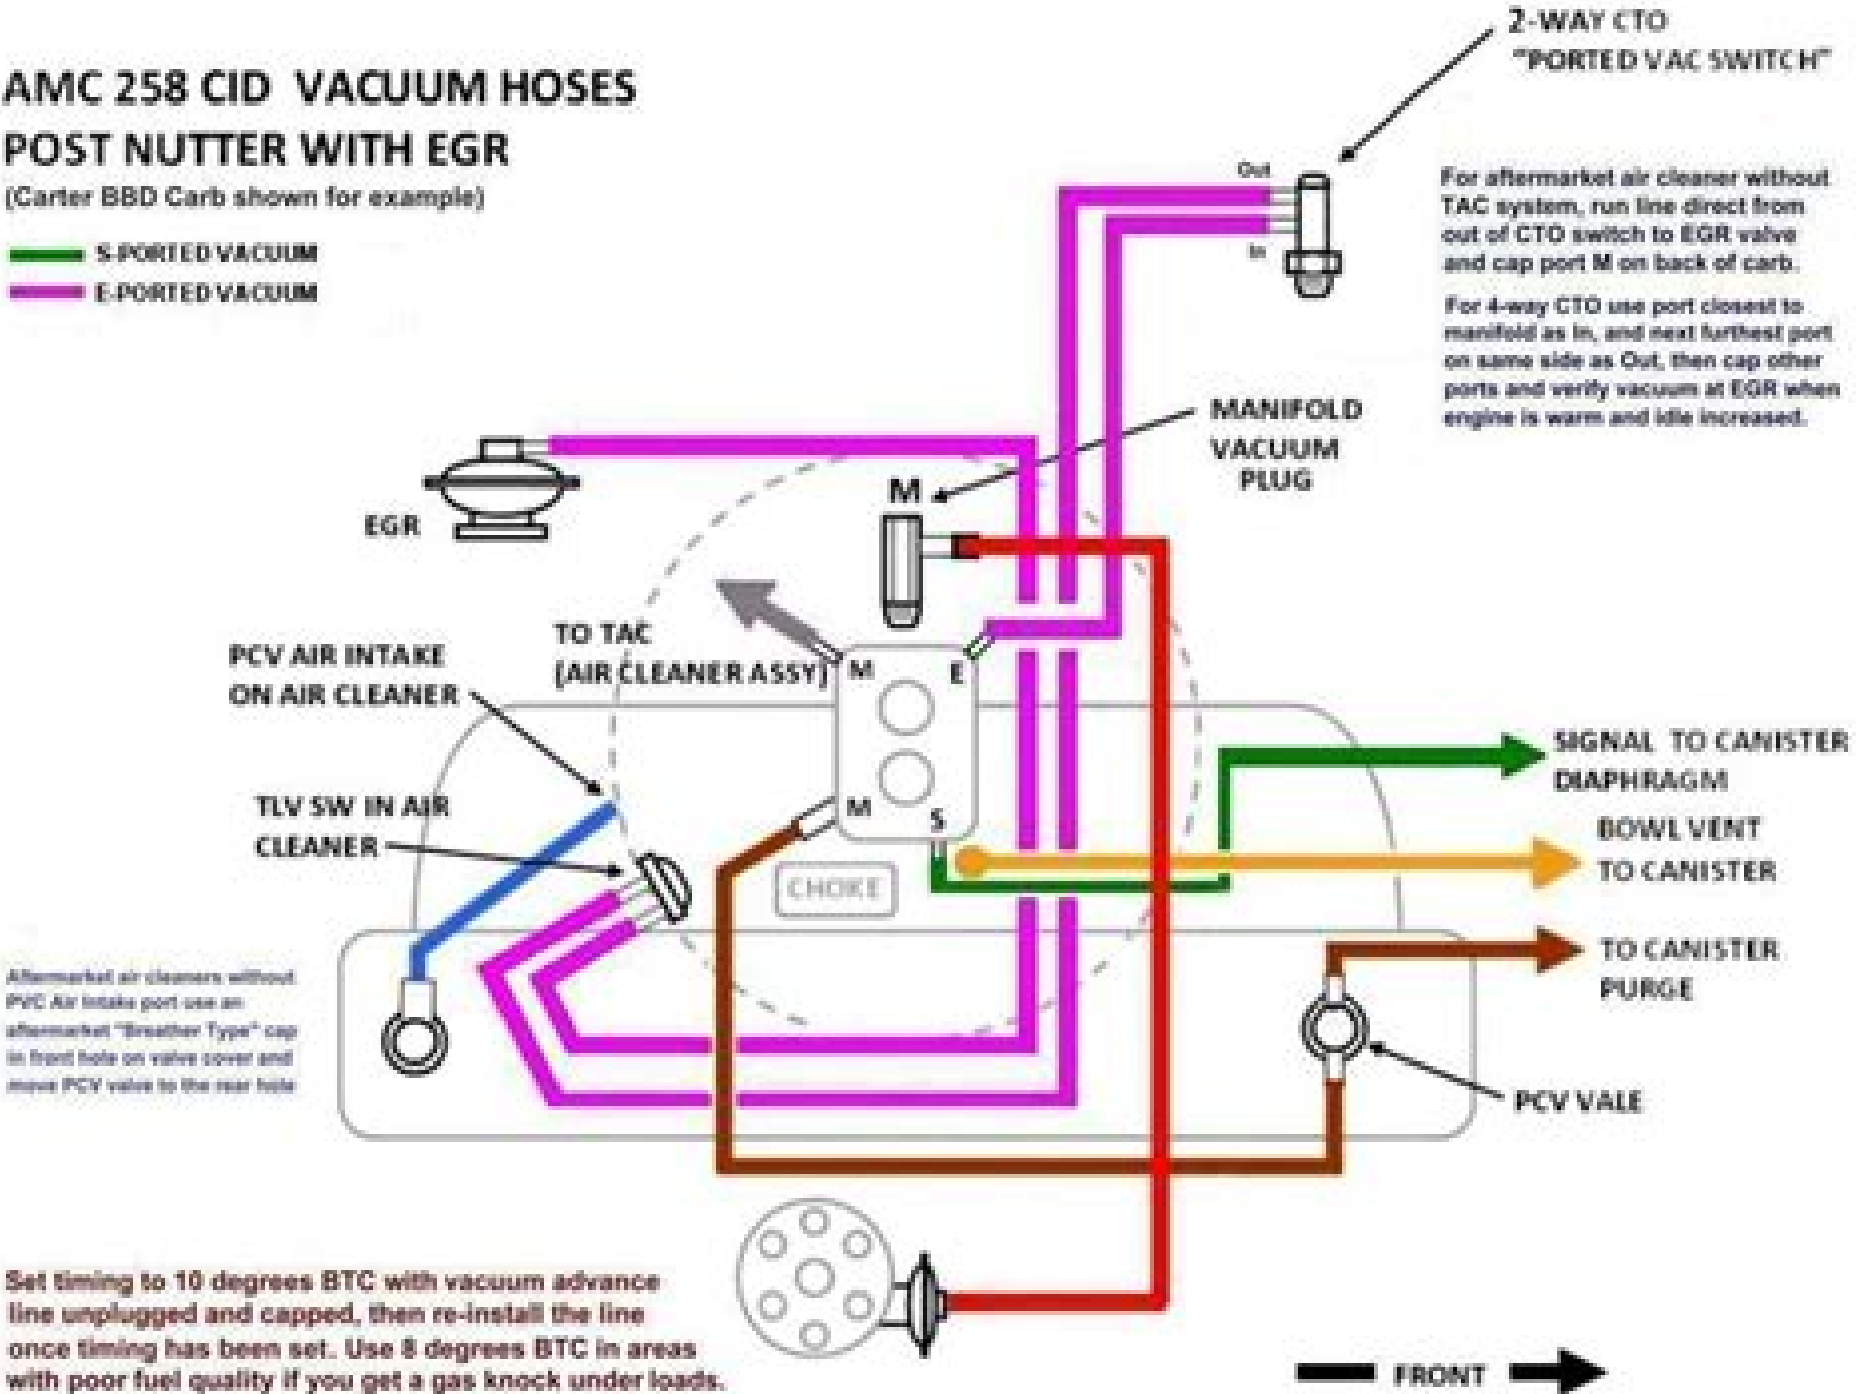 AMC 258 CID VACUUM HOSES
POST NUTTER WITH EGR
(Carter BBD Carb shown for example)
S-PORTED VACUUM
E-PORTED VACUUM
2-WAY CTO
"PORTED VAC SWITCH"
Out
In
For aftermarket air cleaner without
TAC system, run line direct from
out of CTO switch to EGR valve
and cap port M on back of carb.
For 4-way CTO use port closest to
manifold as In, and next furthest port
on same side as Out, then cap other
ports and verify vacuum at EGR when
engine is warm and idle increased.
MANIFOLD
VACUUM
PLUG
M
EGR
TO TAC
(AIR CLEANER ASSY)
M
E
M
S
PCV AIR INTAKE
ON AIR CLEANER
TLV SW IN AIR
CLEANER
CHOKE
SIGNAL TO CANISTER
DIAPHRAGM
BOWL VENT
TO CANISTER
TO CANISTER
PURGE
PCV VALE
Aftermarket air cleaners without
PVC Air Intake port use an
aftermarket "Breather Type" cap
in front hole on valve cover and
move PCV valve to the rear hole
Set timing to 10 degrees BTC with vacuum advance
line unplugged and capped, then re-install the line
once timing has been set. Use 8 degrees BTC in areas
with poor fuel quality if you get a gas knock under loads.
FRONT